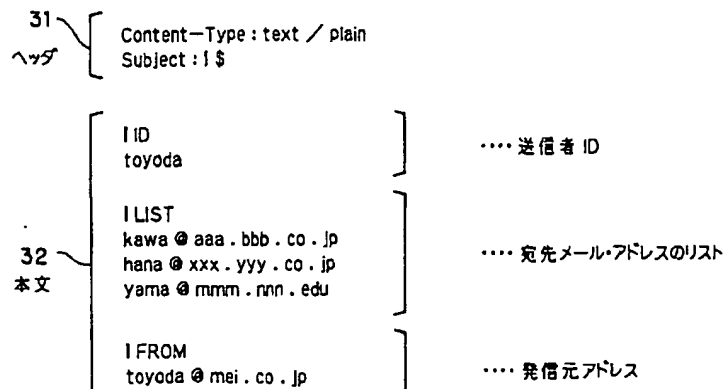 31
ヘッダ
Content-Type : text / plain
Subject : ! $
! ID
toyoda
‥‥ 送信者 ID
! LIST
kawa @ aaa . bbb . co . jp
hana @ xxx . yyy . co . jp
yama @ mmm . nnn . edu
‥‥ 宛先メール・アドレスのリスト
32
本文
! FROM
toyoda @ mei . co . jp
‥‥ 発信元アドレス